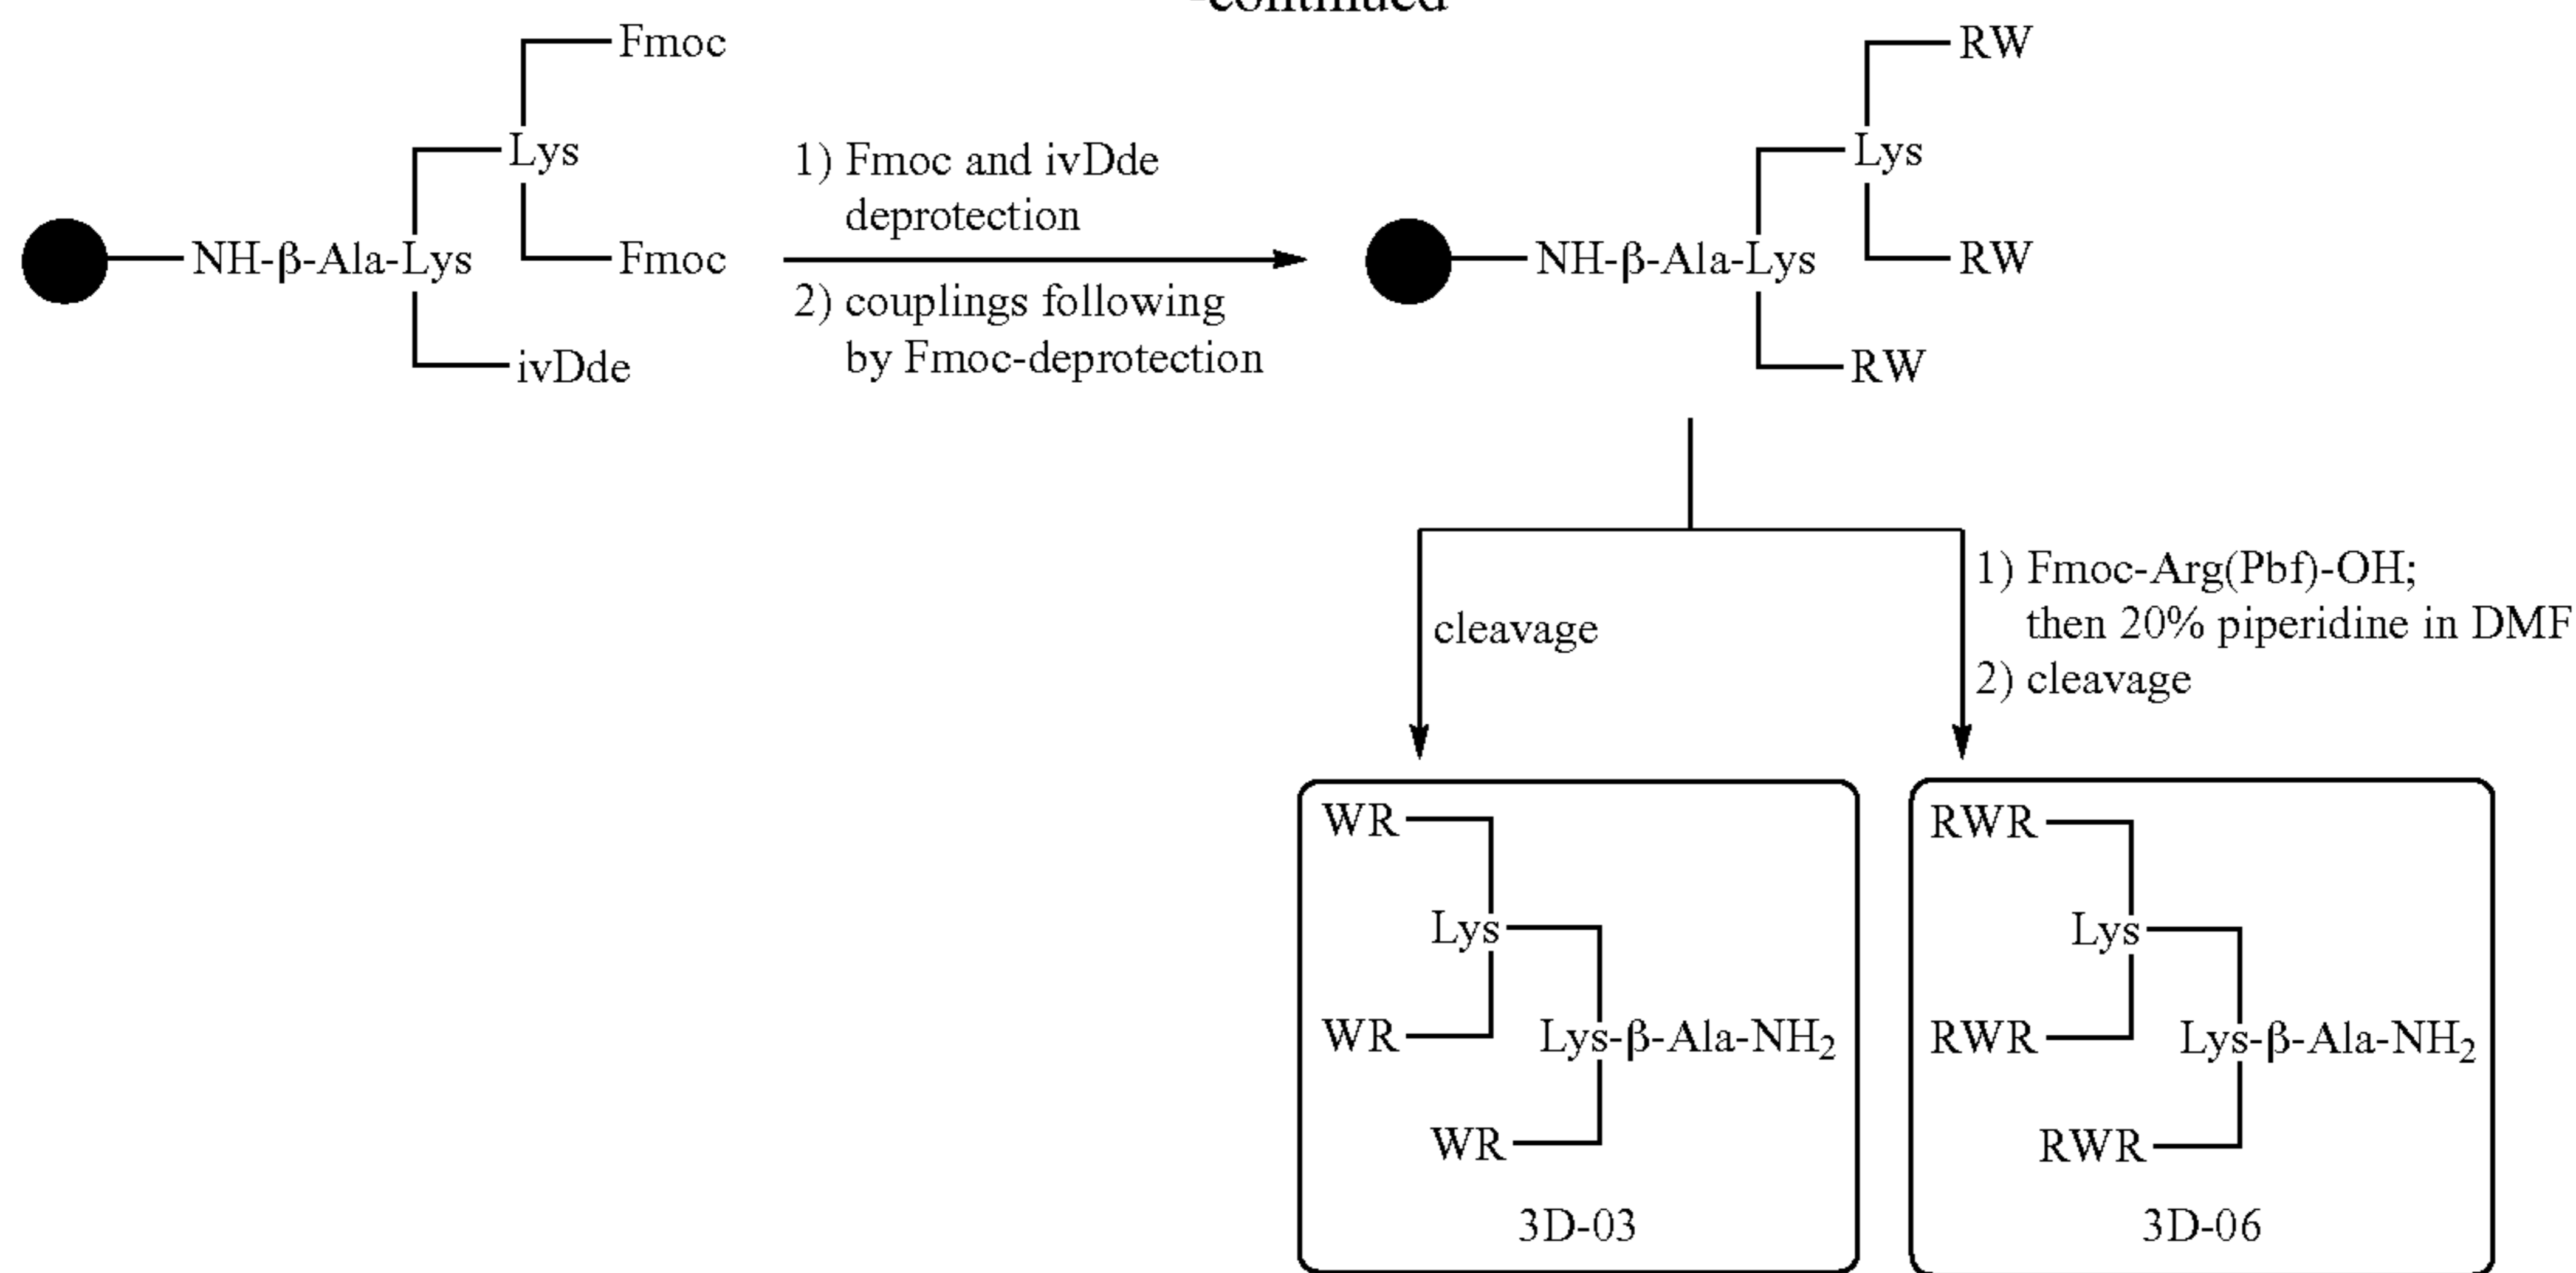 -continued
Fmoc
Lys
NH-β-Ala-Lys
Fmoc
ivDde
1) Fmoc and ivDde
deprotection
2) couplings following
by Fmoc-deprotection
RW
Lys
NH-β-Ala-Lys
RW
RW
cleavage
1) Fmoc-Arg(Pbf)-OH;
then 20% piperidine in DMF
2) cleavage
WR
Lys
WR
Lys-β-Ala-NH₂
WR
3D-03
RWR
Lys
RWR
Lys-β-Ala-NH₂
RWR
3D-06